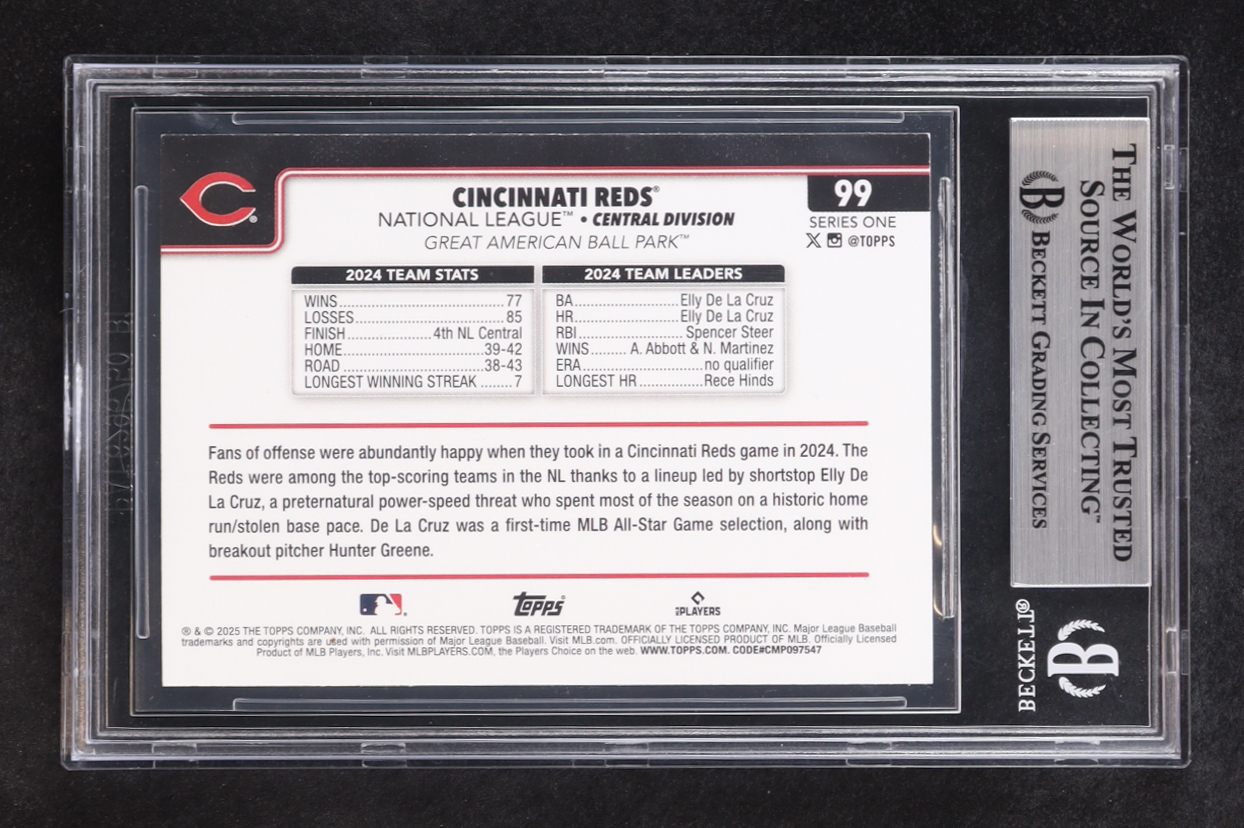 CINCINNATI REDS®
NATIONAL LEAGUE™ • CENTRAL DIVISION
GREAT AMERICAN BALL PARK™
99
SERIES ONE
@TOPPS
2024 TEAM STATS
WINS 77
LOSSES 85
FINISH 4th NL Central
HOME 39-42
ROAD 38-43
LONGEST WINNING STREAK 7
2024 TEAM LEADERS
BA Elly De La Cruz
HR Elly De La Cruz
RBI Spencer Steer
WINS A. Abbott & N. Martinez
ERA no qualifier
LONGEST HR Rece Hinds
Fans of offense were abundantly happy when they took in a Cincinnati Reds game in 2024. The
Reds were among the top-scoring teams in the NL thanks to a lineup led by shortstop Elly De
La Cruz, a preternatural power-speed threat who spent most of the season on a historic home
run/stolen base pace. De La Cruz was a first-time MLB All-Star Game selection, along with
breakout pitcher Hunter Greene.
Topps®
PLAYERS
® & © 2025 THE TOPPS COMPANY, INC. ALL RIGHTS RESERVED. TOPPS IS A REGISTERED TRADEMARK OF THE TOPPS COMPANY, INC. Major League Baseball
trademarks and copyrights are used with permission of Major League Baseball. Visit MLB.com. OFFICIALLY LICENSED PRODUCT OF MLB. Officially Licensed
Product of MLB Players, Inc. Visit MLBPLAYERS.COM, the Players Choice on the web. WWW.TOPPS.COM. CODE#CMP097547
THE WORLD'S MOST TRUSTED
SOURCE IN COLLECTING™
B BECKETT GRADING SERVICES
B
BECKETT®